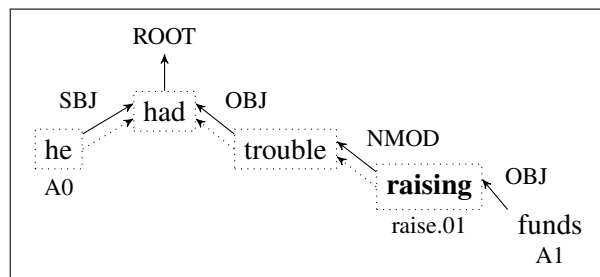 ROOT
SBJ
had
OBJ
he
trouble
NMOD
A0
raising
OBJ
raise.01
funds
A1